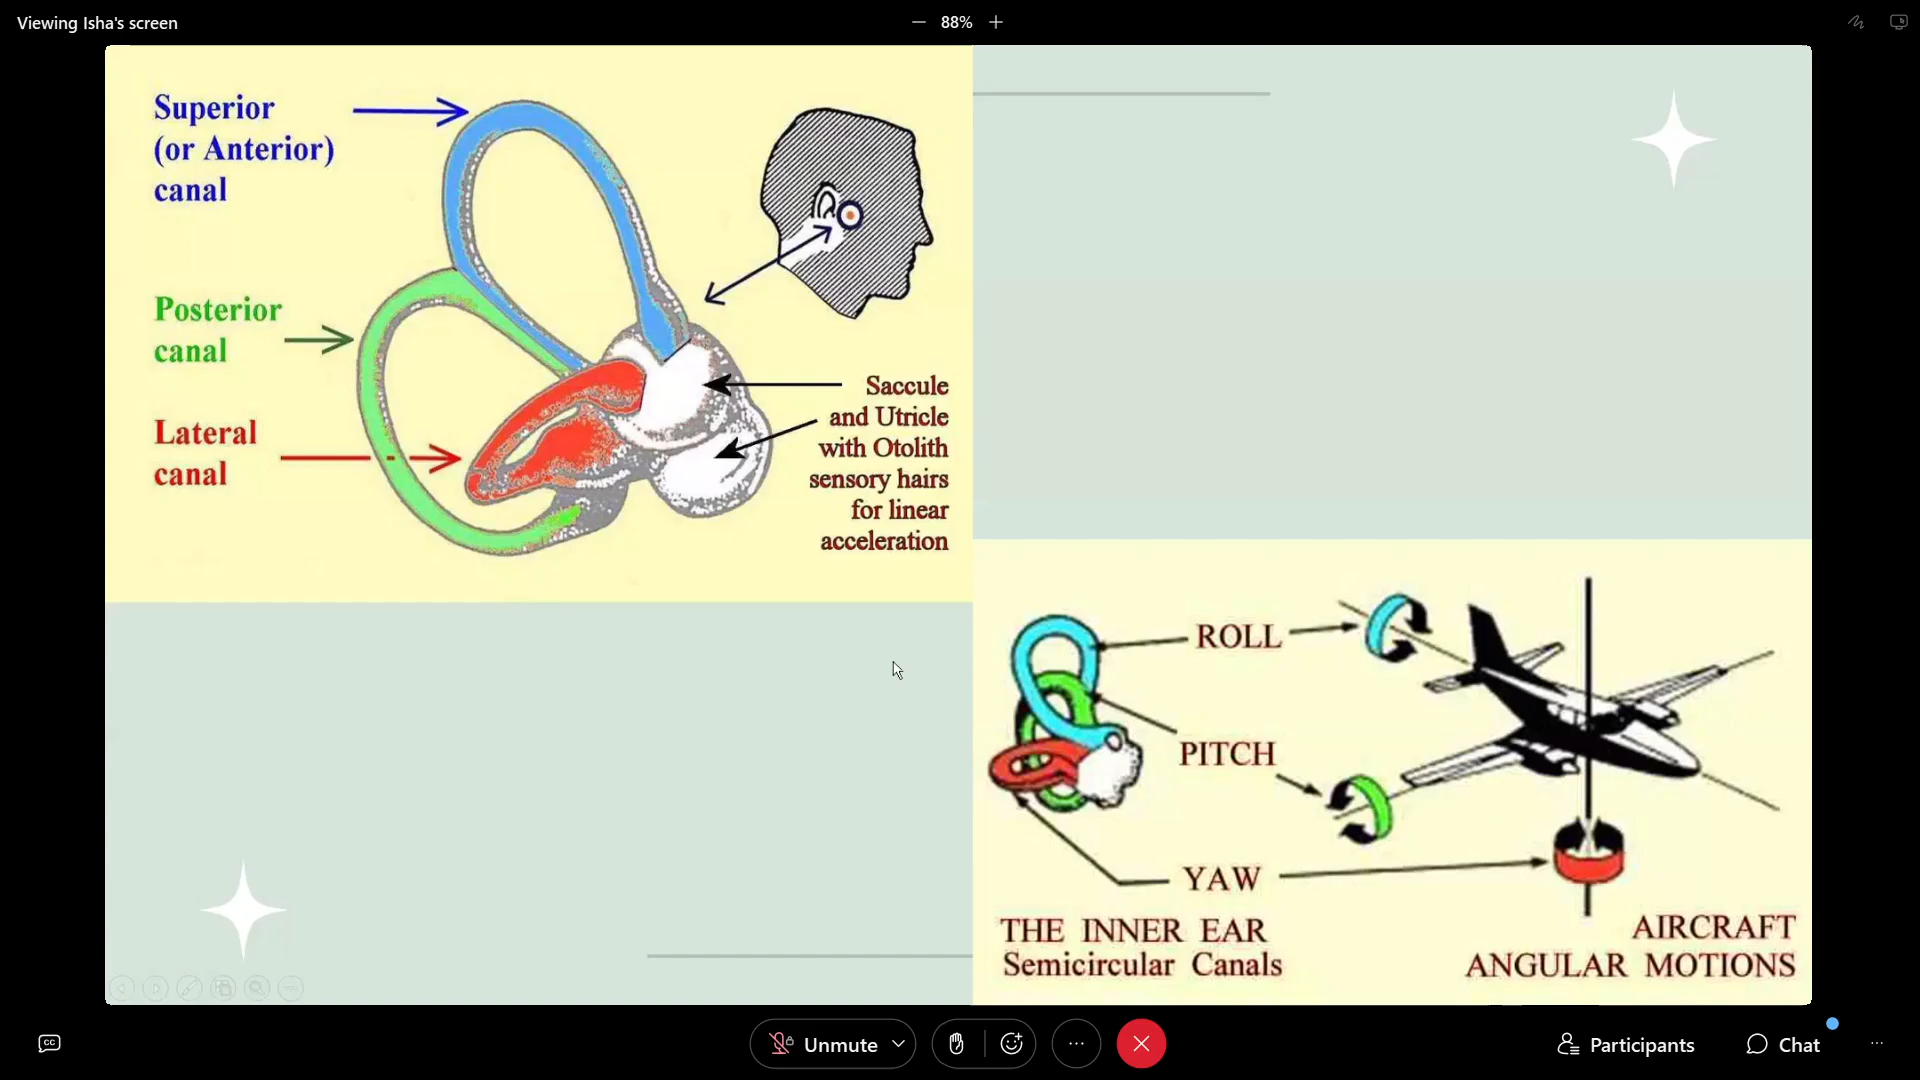 Viewing Isha's screen
88%
Superior
(or Anterior)
canal
Posterior
canal
Lateral
canal
Saccule
and Utricle
with Otolith
sensory hairs
for linear
acceleration
ROLL
PITCH
YAW
THE INNER EAR
Semicircular Canals
AIRCRAFT
ANGULAR MOTIONS
CC
Unmute
Participants
Chat